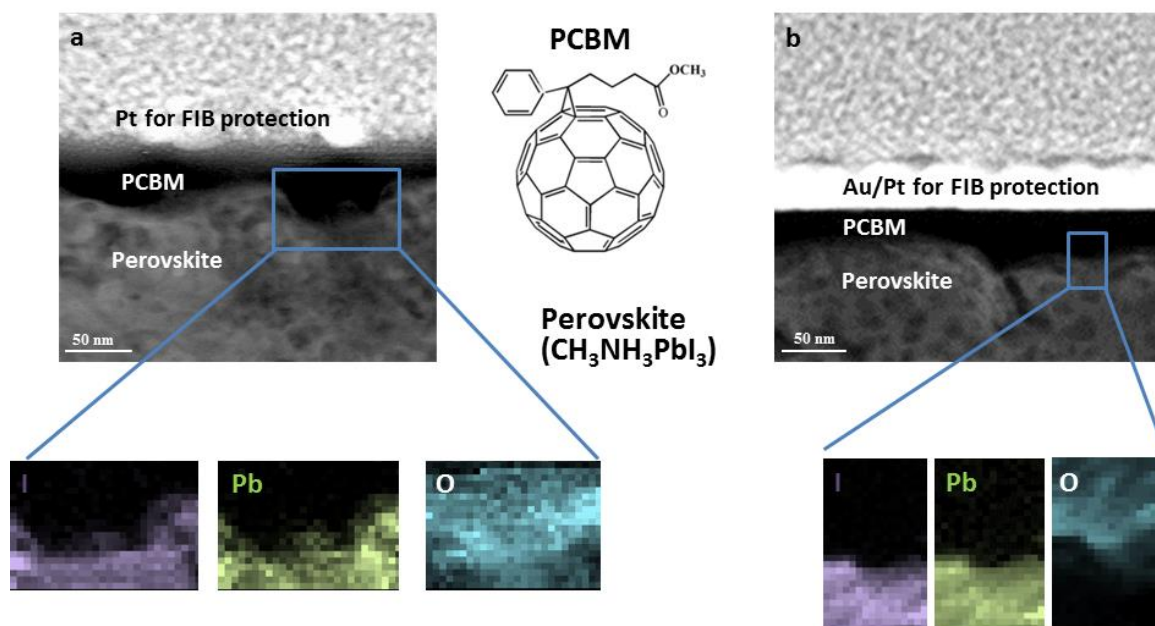 a
Pt for FIB protection
PCBM
Perovskite
50 nm
PCBM
OCH₃
O
Perovskite
(CH₃NH₃PbI₃)
b
Au/Pt for FIB protection
PCBM
Perovskite
50 nm
I
Pb
O
I
Pb
O